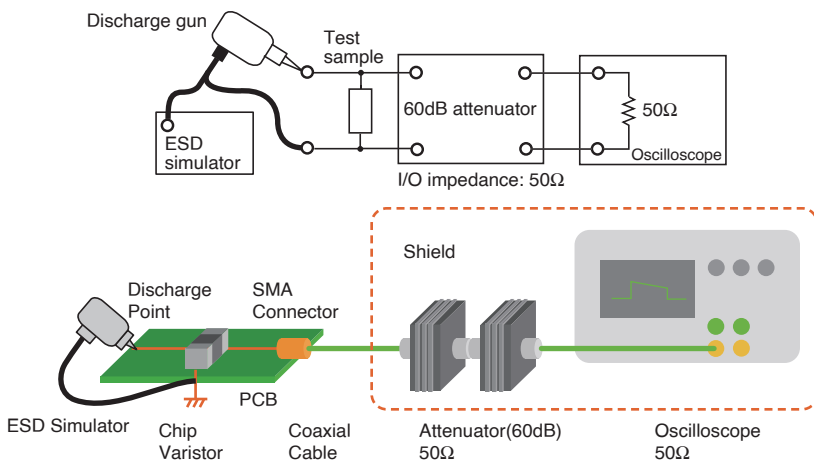 Discharge gun
Test
sample
60dB attenuator
50Ω
ESD
simulator
Oscilloscope
I/O impedance: 50Ω
Shield
Discharge
Point
SMA
Connector
PCB
ESD Simulator
Chip
Varistor
Coaxial
Cable
Attenuator(60dB)
50Ω
Oscilloscope
50Ω